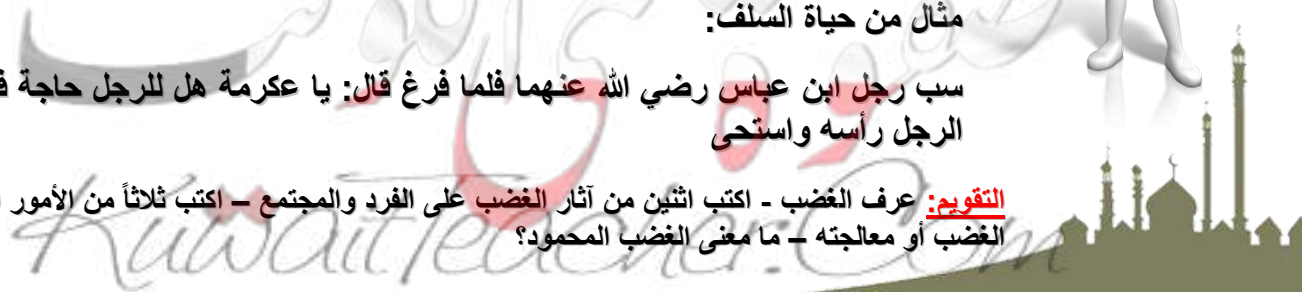 مثال من حياة السلف:
سب رجل ابن عباس رضي الله عنهما فلما فرغ قال: يا عكرمة هل للرجل حاجة
الرجل رأسه واستحى
التقويم: عرف الغضب - اكتب اثنين من آثار الغضب على الفرد والمجتمع – اكتب ثلاثاً من الأمور
الغضب أو معالجته – ما معنى الغضب المحمود؟
KuwaitTeacher.Com